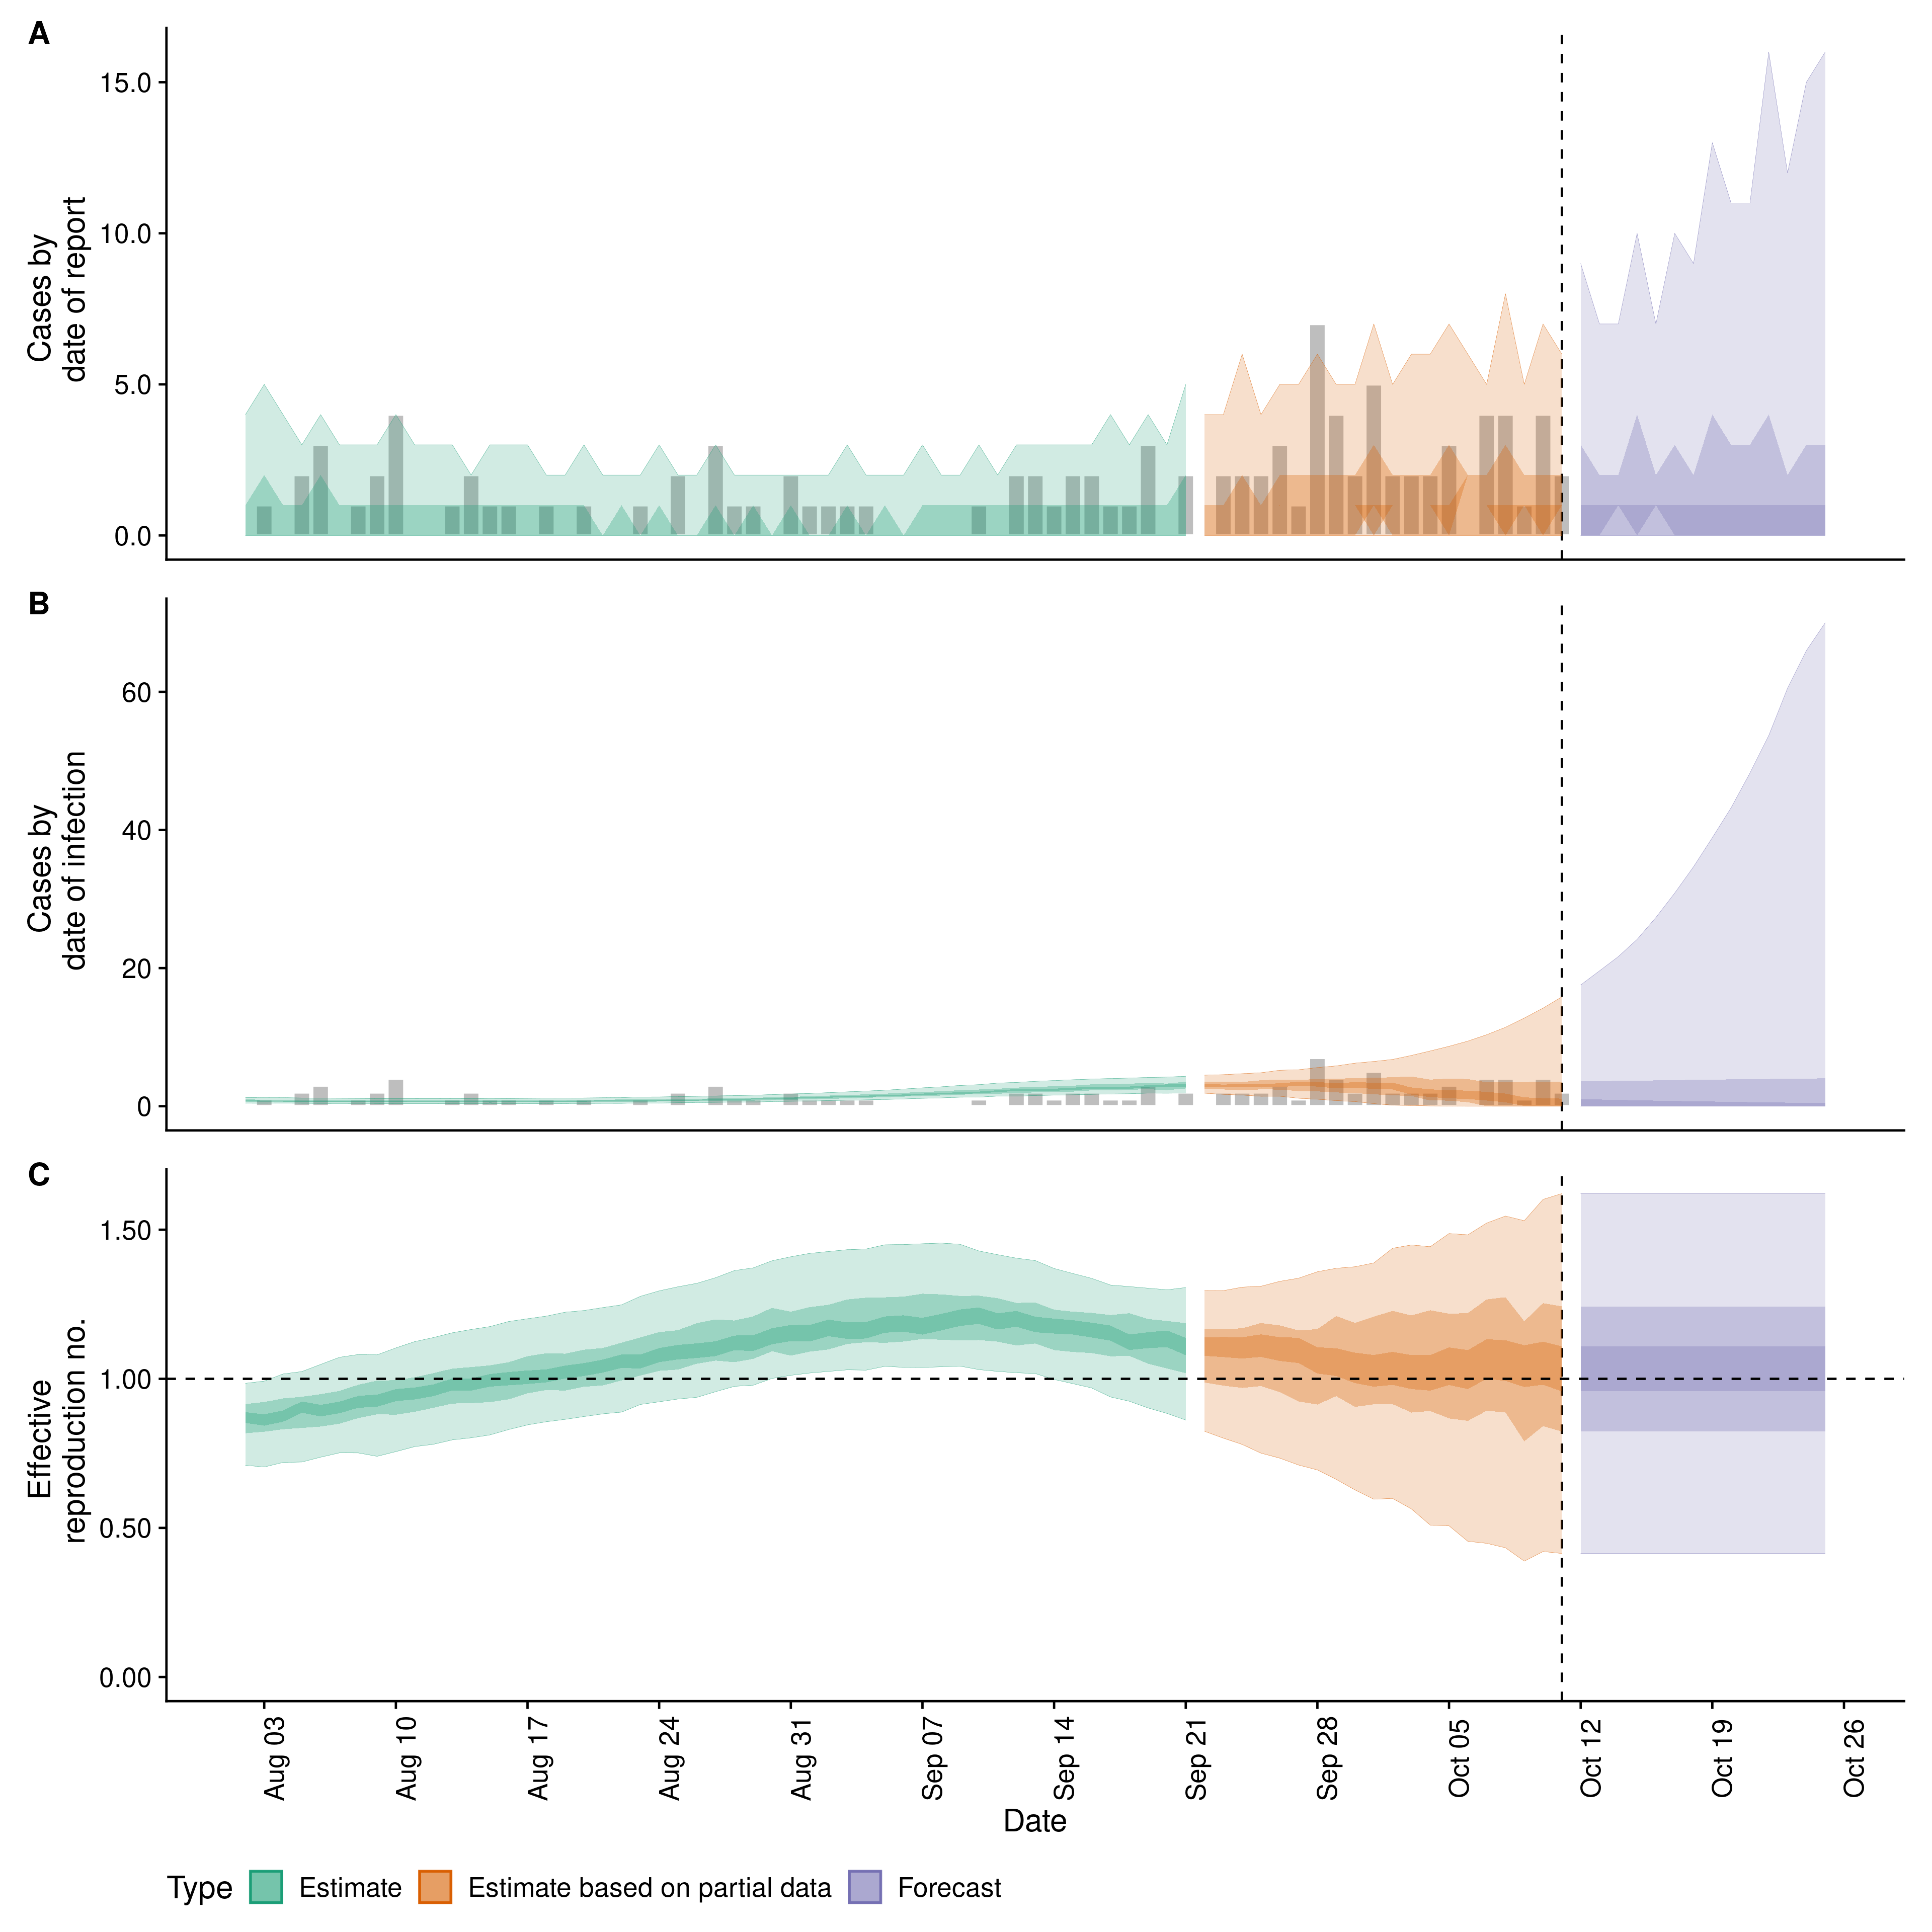 A
Cases by
date of report
15.0
10.0
5.0
0.0
B
Cases by
date of infection
60
40
20
0
C
Effective
reproduction no.
1.50
1.00
0.50
0.00
Aug 03
Aug 10
Aug 17
Aug 24
Aug 31
Sep 07
Sep 14
Sep 21
Sep 28
Oct 05
Oct 12
Oct 19
Oct 26
Date
Type Estimate Estimate based on partial data Forecast